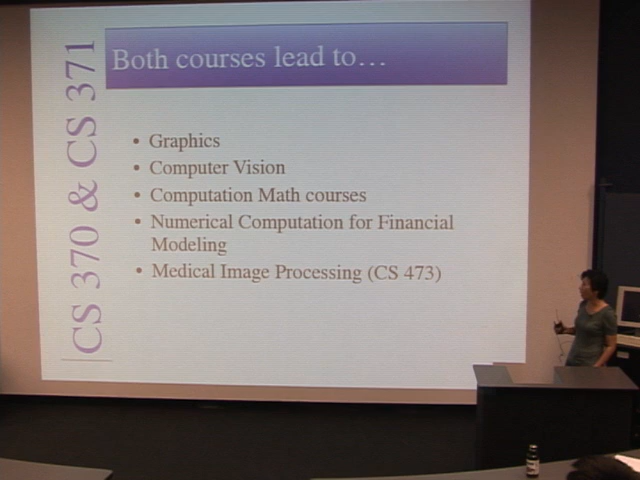 CS 370 & CS 371
Both courses lead to…
• Graphics
• Computer Vision
• Computation Math courses
• Numerical Computation for Financial
Modeling
• Medical Image Processing (CS 473)